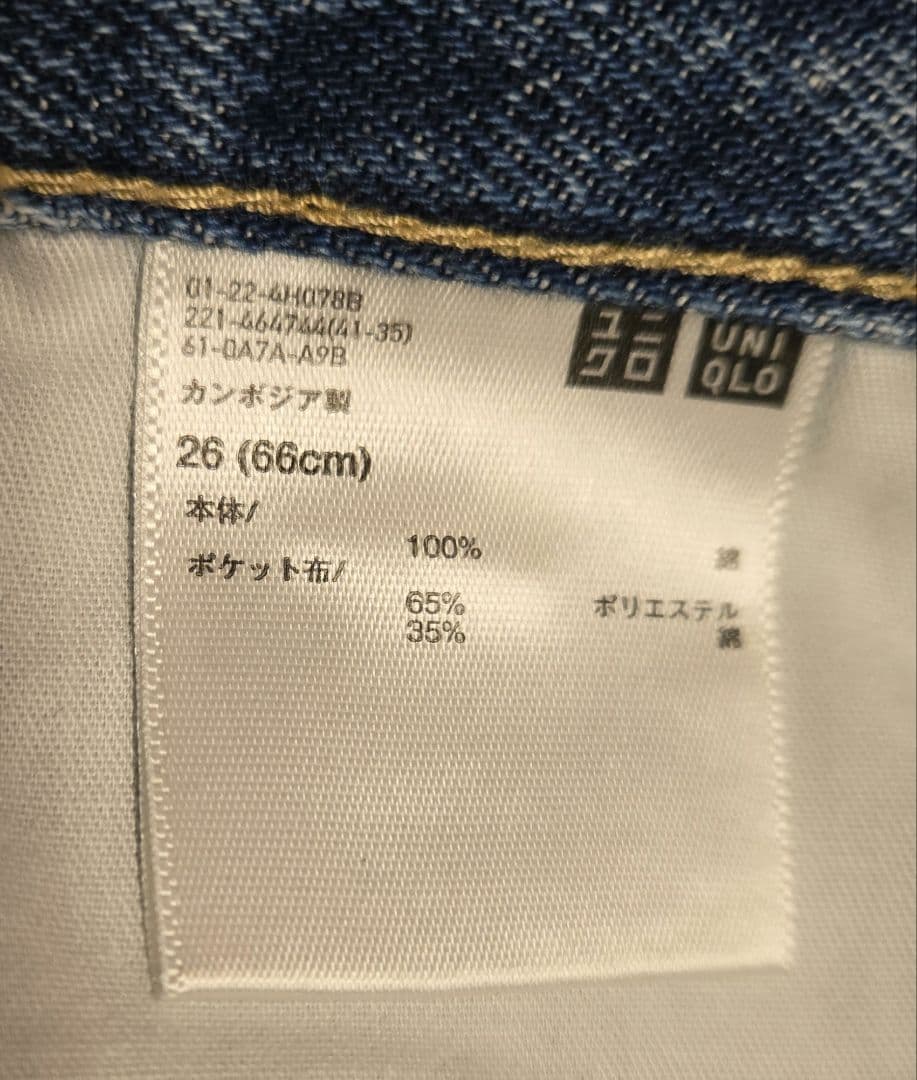 01-22-4H078B
221-464744(41-35)
61-0A7A-A9B
ユニ
クロ
UNI
QLO
カンボジア製
26 (66cm)
本体/
100% 綿
ポケット布/
65% ポリエステル
35% 綿